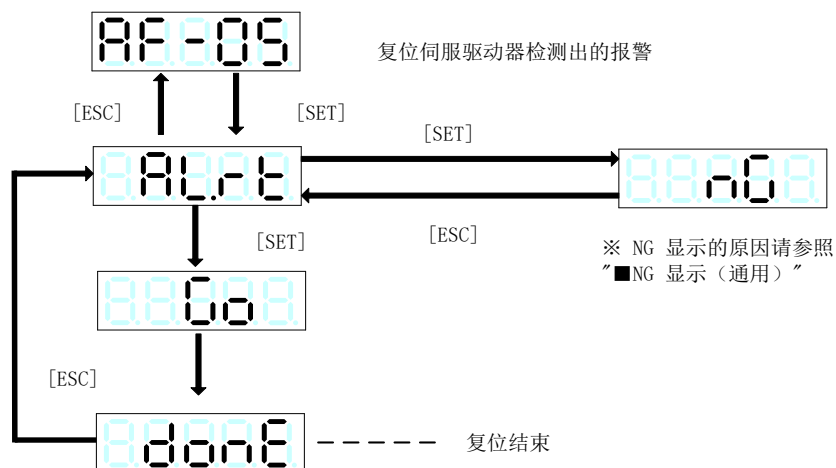 AF-05
复位伺服驱动器检测出的报警
[ESC]
[SET]
[SET]
AL.rt
nG
[ESC]
[SET]
※ NG 显示的原因请参照
"■NG 显示（通用）"
Go
[ESC]
donE
复位结束